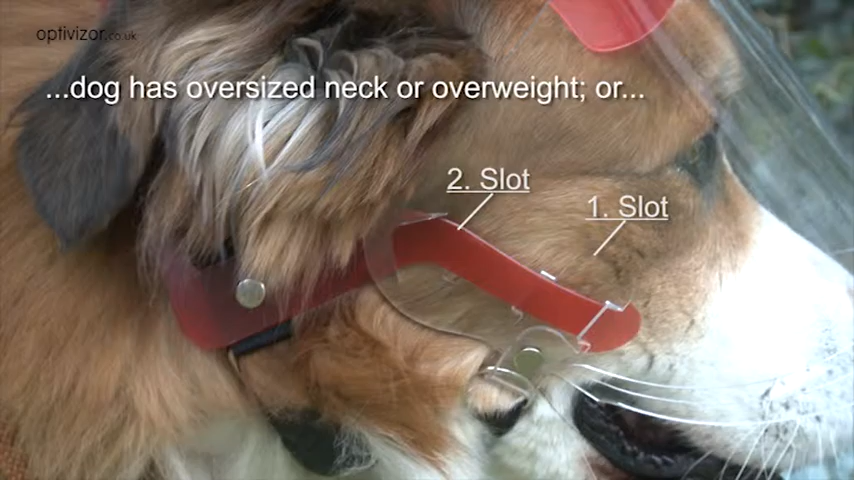 optivizor.co.uk
...dog has oversized neck or overweight; or...
2. Slot
1. Slot